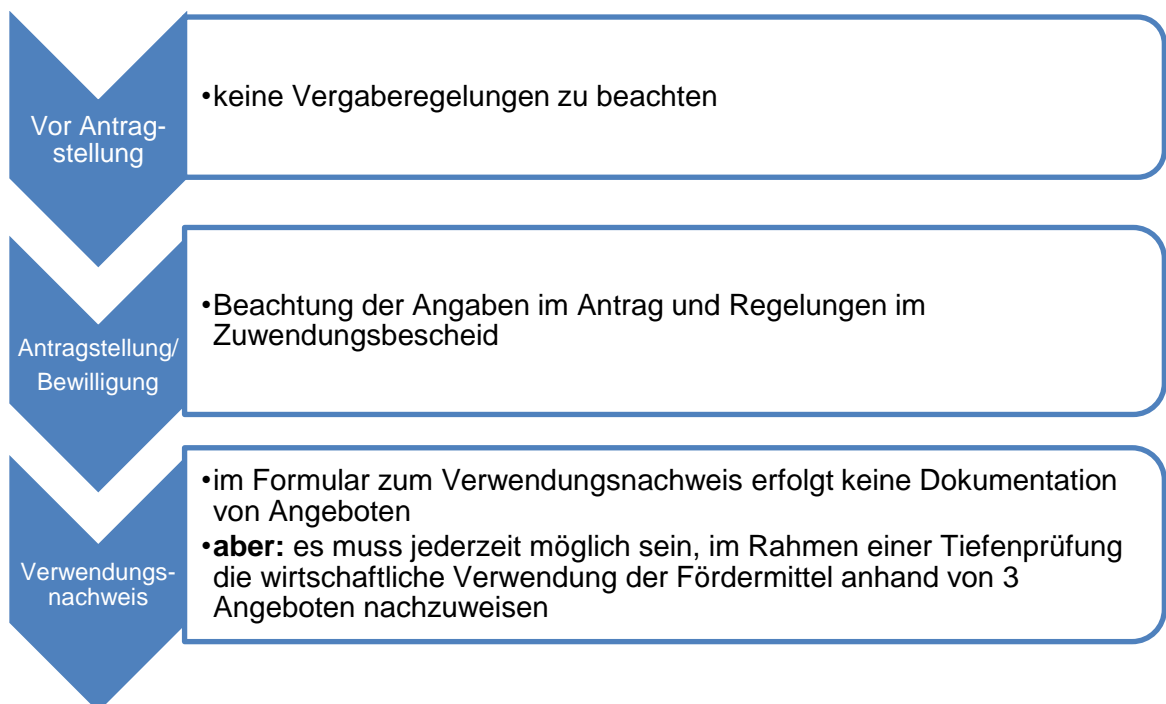 Vor Antrag-
stellung
•keine Vergaberegelungen zu beachten
Antragstellung/
Bewilligung
•Beachtung der Angaben im Antrag und Regelungen im
Zuwendungsbescheid
Verwendungs-
nachweis
•im Formular zum Verwendungsnachweis erfolgt keine Dokumentation
von Angeboten
•aber: es muss jederzeit möglich sein, im Rahmen einer Tiefenprüfung
die wirtschaftliche Verwendung der Fördermittel anhand von 3
Angeboten nachzuweisen